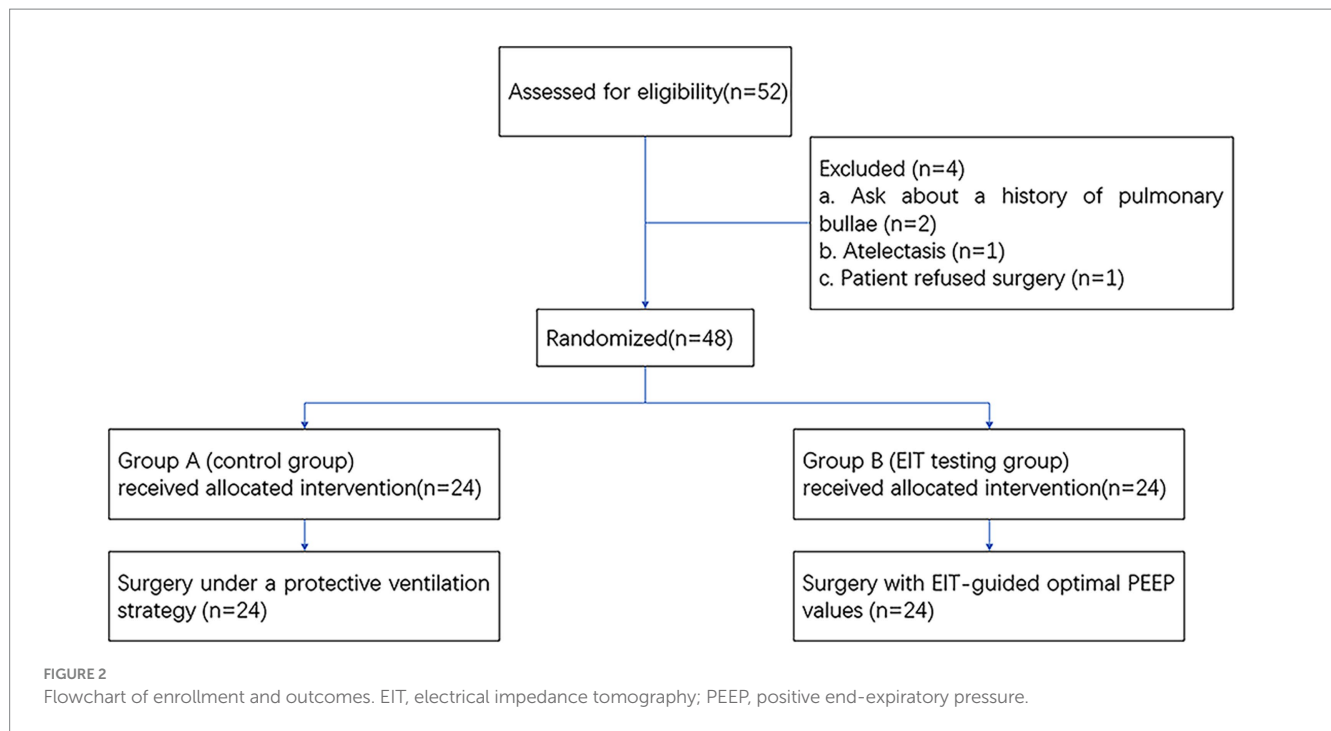 Assessed for eligibility(n=52)
Excluded (n=4)
a. Ask about a history of pulmonary
bullae (n=2)
b. Atelectasis (n=1)
c. Patient refused surgery (n=1)
Randomized(n=48)
Group A (control group)
received allocated intervention(n=24)
Group B (EIT testing group)
received allocated intervention(n=24)
Surgery under a protective ventilation
strategy (n=24)
Surgery with EIT-guided optimal PEEP
values (n=24)
FIGURE 2
Flowchart of enrollment and outcomes. EIT, electrical impedance tomography; PEEP, positive end-expiratory pressure.